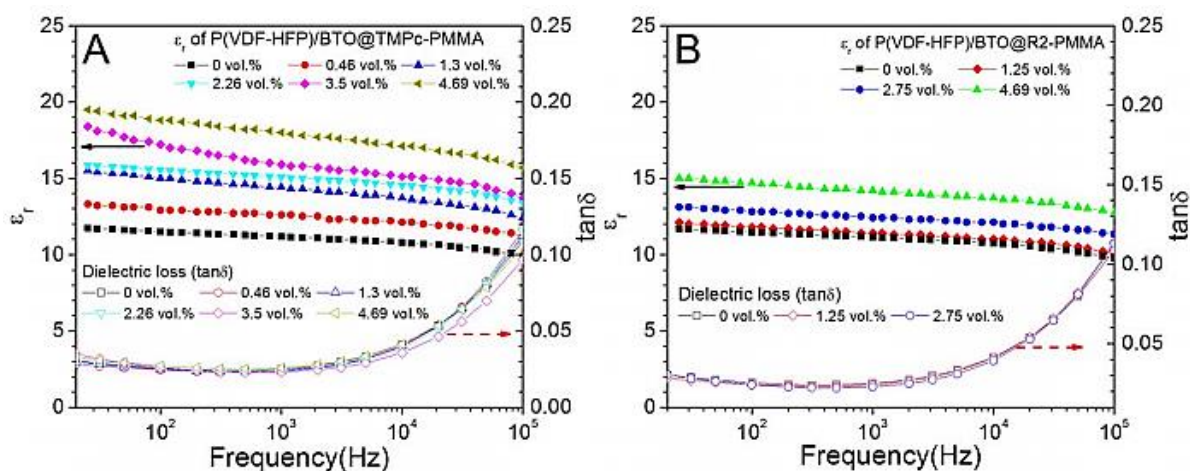 A
εr of P(VDF-HFP)/BTO@TMPc-PMMA
0 vol.% 0.46 vol.% 1.3 vol.%
2.26 vol.% 3.5 vol.% 4.69 vol.%
25
20
15
10
5
0
εr
0.25
0.20
0.15
0.10
0.05
0.00
tanδ
Dielectric loss (tanδ)
0 vol.% 0.46 vol.% 1.3 vol.%
2.26 vol.% 3.5 vol.% 4.69 vol.%
10² 10³ 10⁴ 10⁵
Frequency(Hz)
B
εr of P(VDF-HFP)/BTO@R2-PMMA
0 vol.% 1.25 vol.%
2.75 vol.% 4.69 vol.%
25
20
15
10
5
0
εr
0.25
0.20
0.15
0.10
0.05
tanδ
Dielectric loss (tanδ)
0 vol.% 1.25 vol.% 2.75 vol.%
10² 10³ 10⁴ 10⁵
Frequency(Hz)